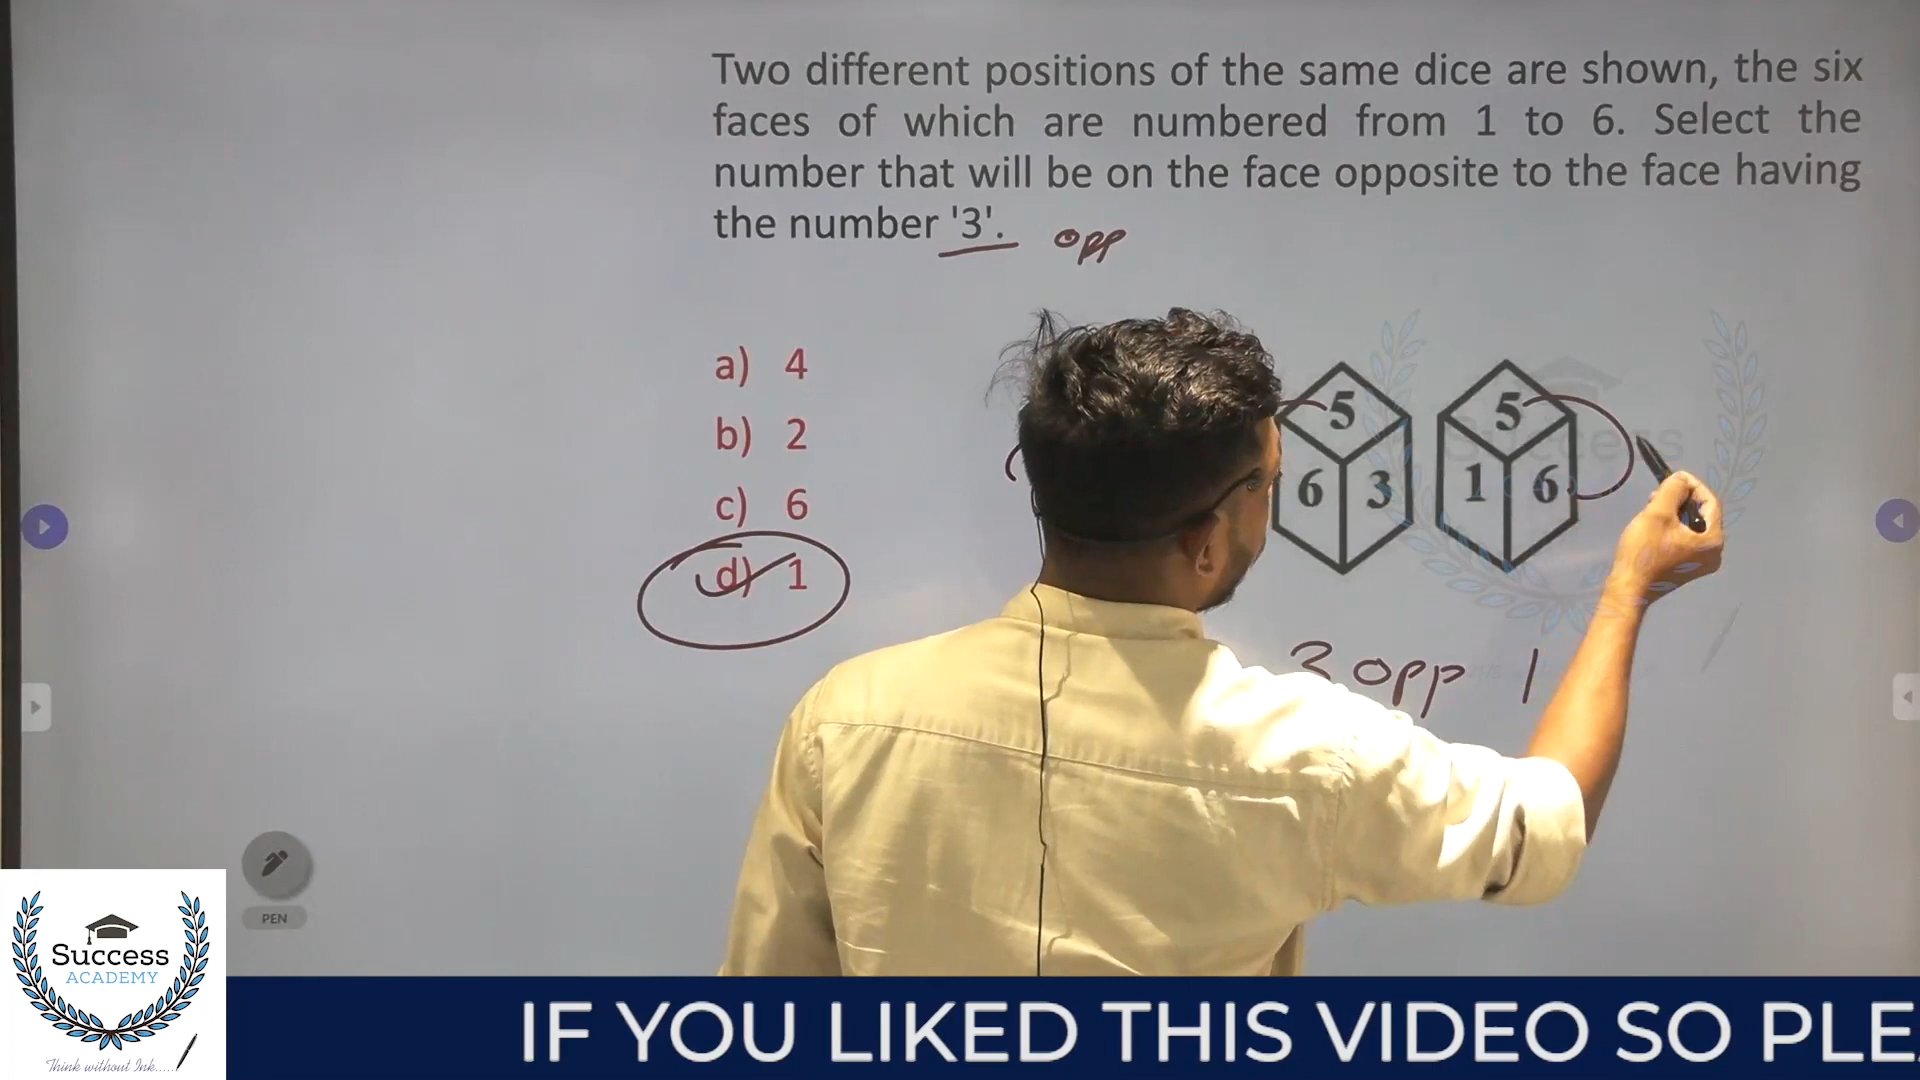 Two different positions of the same dice are shown, the six
faces of which are numbered from 1 to 6. Select the
number that will be on the face opposite to the face having
the number '3'. opp
a) 4
b) 2
c) 6
d) 1
5
6 3
5
1 6
3 opp 1
PEN
Success
ACADEMY
Think without Ink.....
IF YOU LIKED THIS VIDEO SO PLE